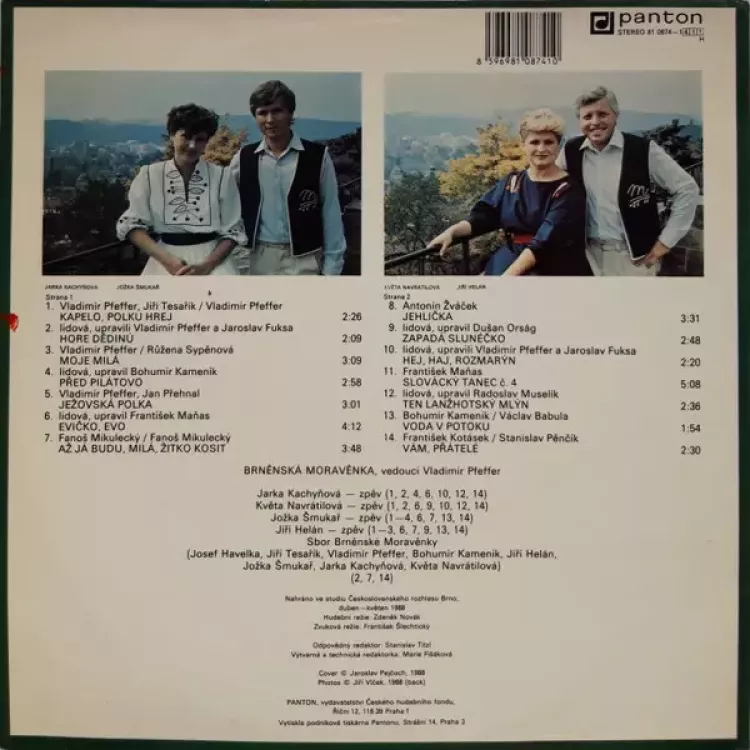 panton
STEREO 81 0874-1 411
H
8 596981 087410
JARKA KACHYŇOVÁ JOŽKA ŠMUKAŘ
KVĚTA NAVRÁTILOVÁ JIŘÍ HELÁN
Strana 1
1. Vladimír Pfeffer, Jiří Tesařík / Vladimír Pfeffer
KAPELO, POLKU HREJ 2:26
2. lidová, upravili Vladimír Pfeffer a Jaroslav Fuksa
HORE DĚDINÚ 2:09
3. Vladimír Pfeffer / Růžena Sypěnová
MOJE MILÁ 3:09
4. lidová, upravil Bohumír Kameník
PŘED PILÁTOVO 2:58
5. Vladimír Pfeffer, Jan Přehnal
JEŽOVSKÁ POLKA 3:01
6. lidová, upravil František Maňas
EVIČKO, EVO 4:12
7. Fanoš Mikulecký / Fanoš Mikulecký
AŽ JÁ BUDU, MILÁ, ŽITKO KOSIT 3:48
Strana 2
8. Antonín Žváček
JEHLIČKA 3:31
9. lidová, upravil Dušan Orság
ZAPADÁ SLUNÉČKO 2:48
10. lidová, upravili Vladimír Pfeffer a Jaroslav Fuksa
HEJ, HAJ, ROZMARÝN 2:20
11. František Maňas
SLOVÁCKÝ TANEC č. 4 5:08
12. lidová, upravil Radoslav Muselík
TEN LANŽHOTSKÝ MLÝN 2:36
13. Bohumír Kameník / Václav Babula
VODA V POTOKU 1:54
14. František Kotásek / Stanislav Pěnčík
VÁM, PŘÁTELÉ 2:30
BRNĚNSKÁ MORAVĚNKA, vedoucí Vladimír Pfeffer
Jarka Kachyňová — zpěv (1, 2, 4, 6, 10, 12, 14)
Květa Navrátilová — zpěv (1, 2, 6, 9, 10, 12, 14)
Jožka Šmukař — zpěv (1—4, 6, 7, 13, 14)
Jiří Helán — zpěv (1—3, 6, 7, 9, 13, 14)
Sbor Brněnské Moravěnky
(Josef Havelka, Jiří Tesařík, Vladimír Pfeffer, Bohumír Kameník, Jiří Helán,
Jožka Šmukař, Jarka Kachyňová, Květa Navrátilová)
(2, 7, 14)
Nahráno ve studiu Československého rozhlasu Brno,
duben—květen 1988
Hudební režie: Zdeněk Novák
Zvuková režie: František Šlechtický
Odpovědný redaktor: Stanislav Titzl
Výtvarná a technická redaktorka: Marie Fišáková
Cover © Jaroslav Pejčoch, 1988
Photos © Jiří Vlček, 1988 (back)
PANTON, vydavatelství Českého hudebního fondu,
Říční 12, 118 39 Praha 1
Vytiskla podniková tiskárna Pantonu, Strašní 14, Praha 3